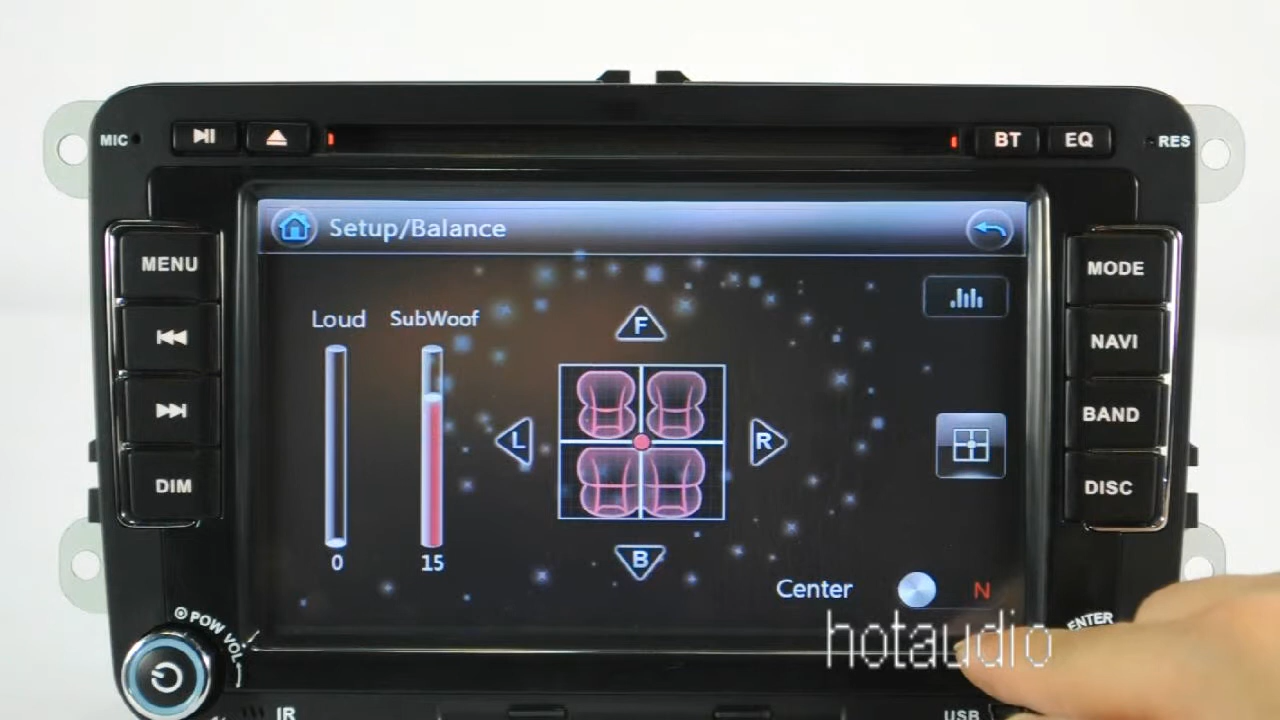 MIC
BT
EQ
RES
MENU
DIM
Setup/Balance
Loud
SubWoof
F
L
R
B
0
15
Center
N
MODE
NAVI
BAND
DISC
POW VOL
ENTER
hotaudio
IR
USB